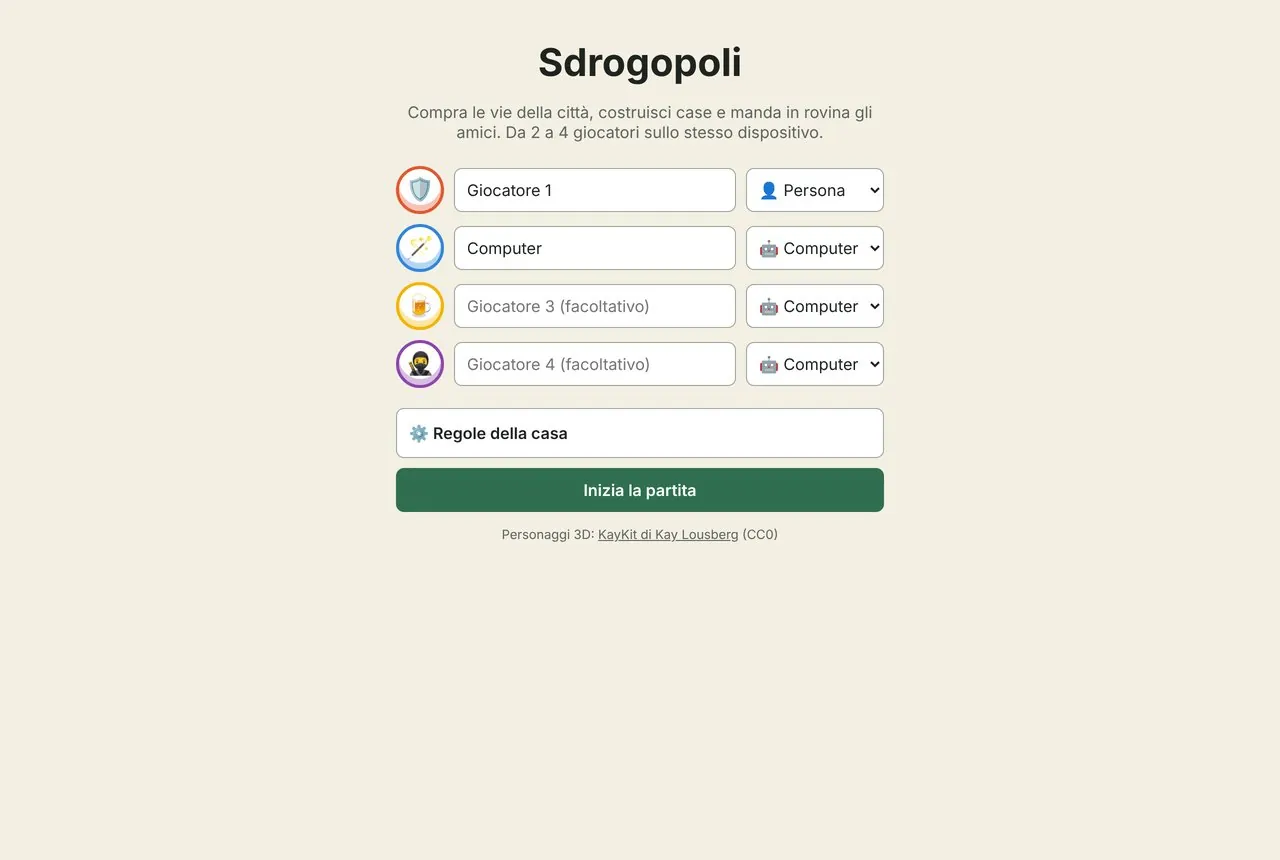 Sdrogopoli
Compra le vie della città, costruisci case e manda in rovina gli
amici. Da 2 a 4 giocatori sullo stesso dispositivo.
Giocatore 1
Persona
Computer
Computer
Giocatore 3 (facoltativo)
Computer
Giocatore 4 (facoltativo)
Computer
Regole della casa
Inizia la partita
Personaggi 3D: KayKit di Kay Lousberg (CC0)